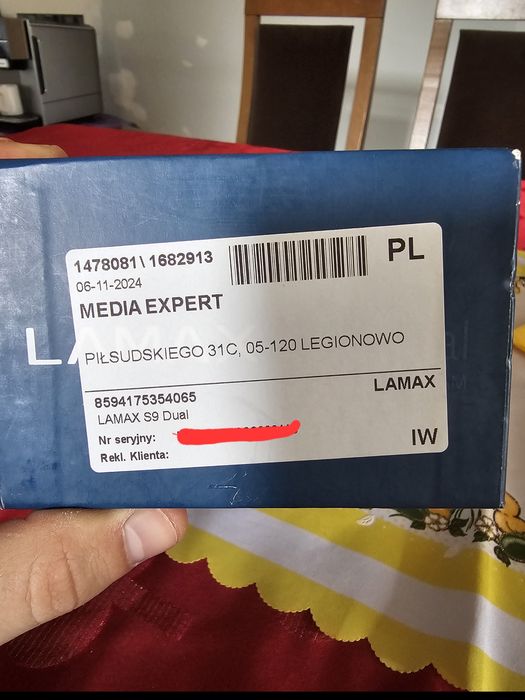 1478081\1682913
PL
06-11-2024
MEDIA EXPERT
PIŁSUDSKIEGO 31C, 05-120 LEGIONOWO
LAMAX
8594175354065
LAMAX S9 Dual
Nr seryjny:
Rekl. Klienta:
IW